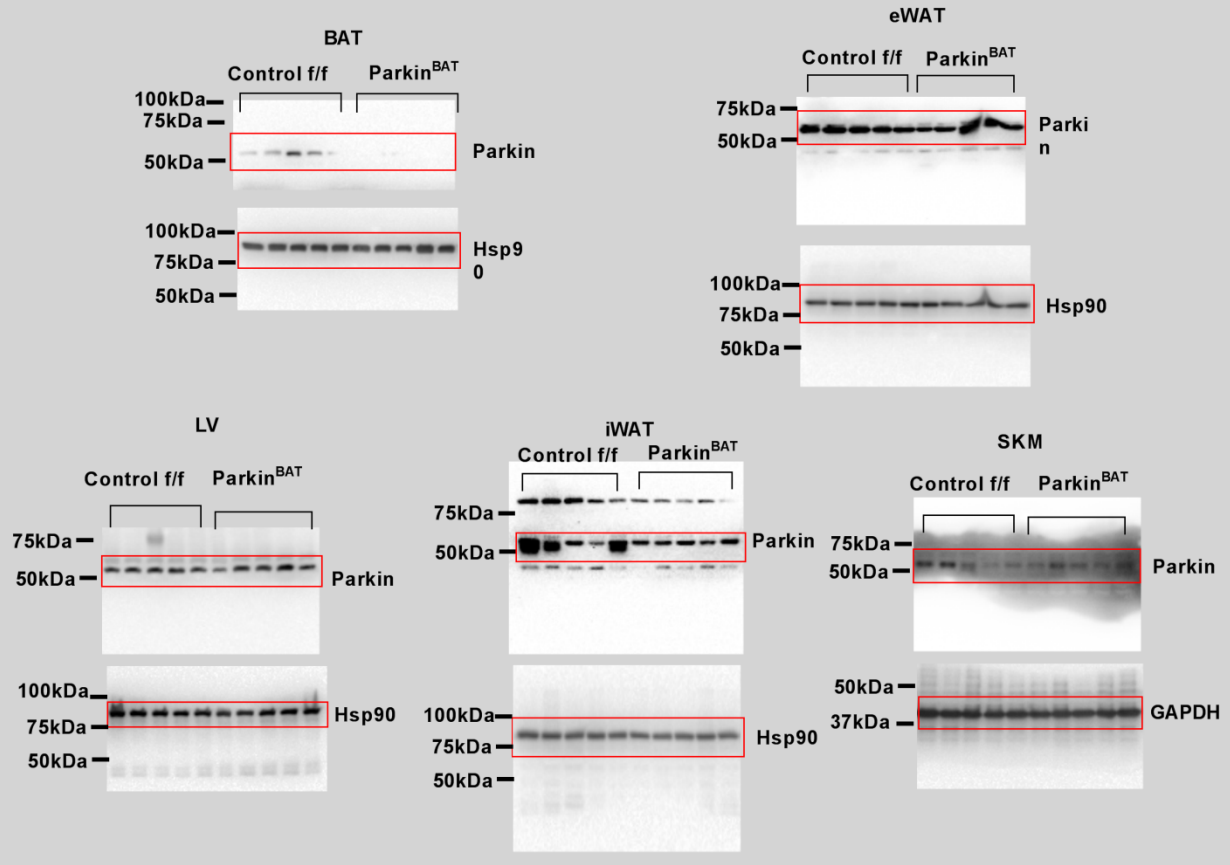 BAT
Control f/f ParkinBAT
100kDa
75kDa
50kDa
Parkin
100kDa
75kDa
50kDa
Hsp9
0
eWAT
Control f/f ParkinBAT
75kDa
50kDa
Parki
n
100kDa
75kDa
50kDa
Hsp90
LV
Control f/f ParkinBAT
75kDa
50kDa
Parkin
100kDa
75kDa
50kDa
Hsp90
iWAT
Control f/f ParkinBAT
75kDa
50kDa
Parkin
100kDa
75kDa
50kDa
Hsp90
SKM
Control f/f ParkinBAT
75kDa
50kDa
Parkin
50kDa
37kDa
GAPDH